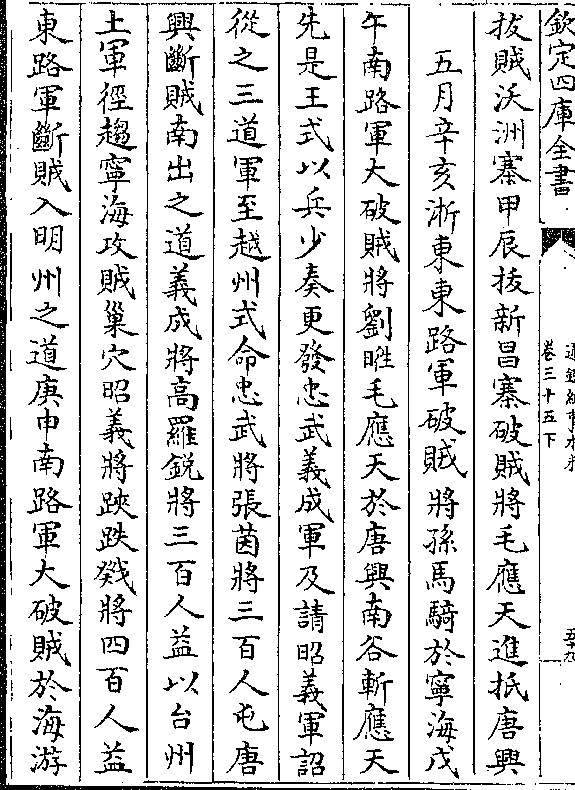 欽定四庫全書
通鑑紀事本末
卷三十五下
五十九
拔賊沃洲寨甲辰拔新昌寨破賊將毛應天進抵唐興
五月辛亥浙東東路軍破賊將孫馬騎於寧海戊
午南路軍大破賊將劉暀毛應天於唐興南谷斬應天
先是王式以兵少奏更發忠武義成軍及請昭義軍詔
從之三道軍至越州式命忠武將張茵將三百人屯唐
興斷賊南出之道義成將高羅銳將三百人益以台州
土軍徑趨寧海攻賊巢穴昭義將跌跌戣將四百人益
東路軍斷賊入明州之道庚申南路軍大破賊於海游